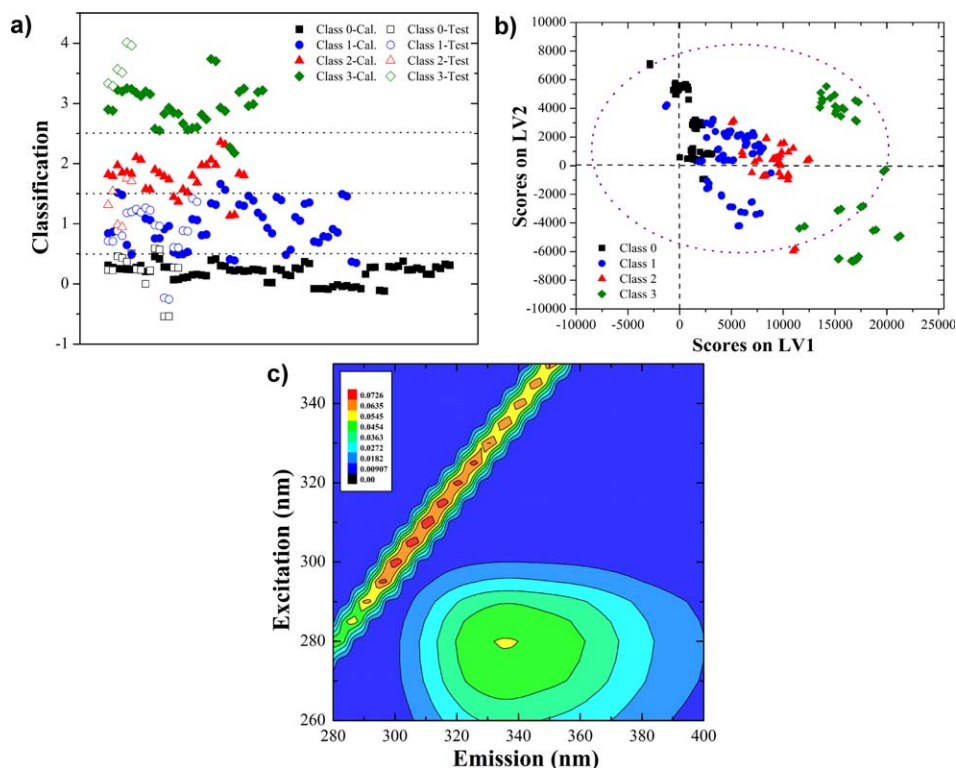 a)
Classification
4
3
2
1
0
-1
Class 0-Cal.
Class 0-Test
Class 1-Cal.
Class 1-Test
Class 2-Cal.
Class 2-Test
Class 3-Cal.
Class 3-Test
b)
Scores on LV2
10000
8000
6000
4000
2000
0
-2000
-4000
-6000
-8000
-10000
Class 0
Class 1
Class 2
Class 3
-10000 -5000 0 5000 10000 15000 20000 25000
Scores on LV1
c)
Excitation (nm)
340
320
300
280
260
0.0726
0.0635
0.0545
0.0454
0.0363
0.0272
0.0182
0.00907
0.00
280 300 320 340 360 380 400
Emission (nm)